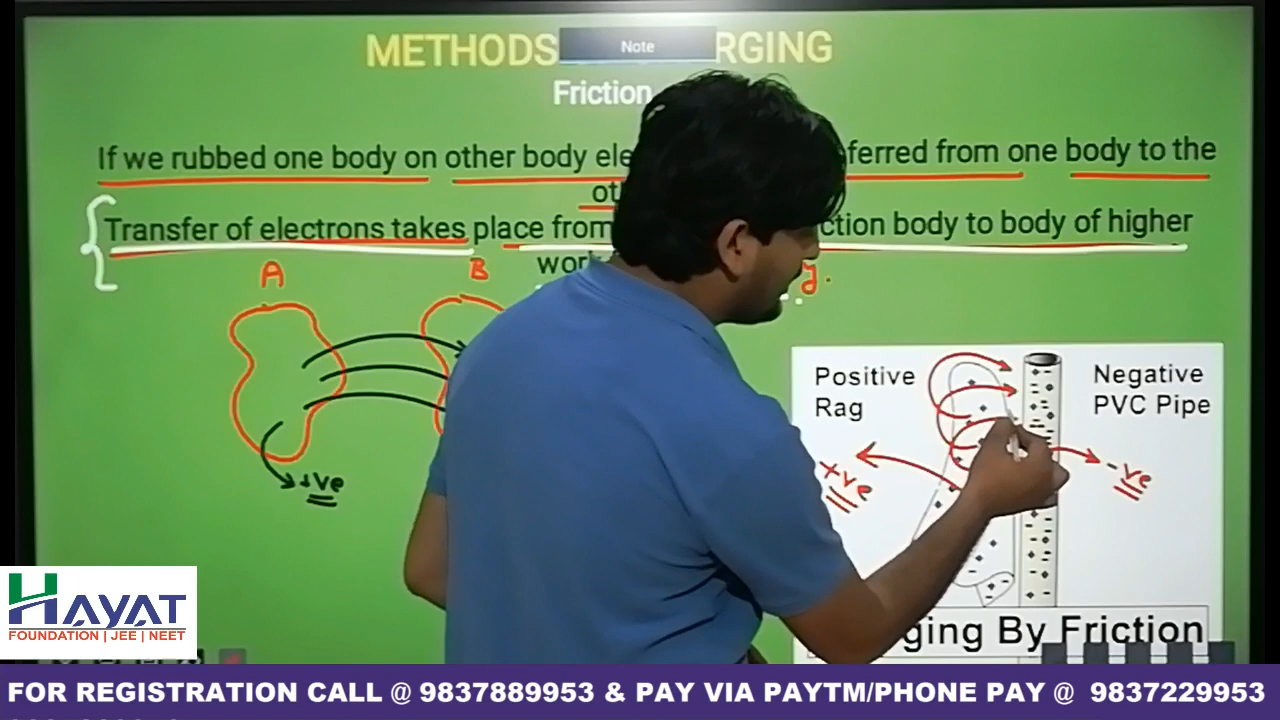 METHODS Note RGING
Friction
If we rubbed one body on other body ele ferred from one body to the
ot
Transfer of electrons takes place from ction body to body of higher
work y.
A B
Positive
Rag
Negative
PVC Pipe
+ve
+ve
-ve
ging By Friction
HAYAT
FOUNDATION | JEE | NEET
FOR REGISTRATION CALL @ 9837889953 & PAY VIA PAYTM/PHONE PAY @ 9837229953